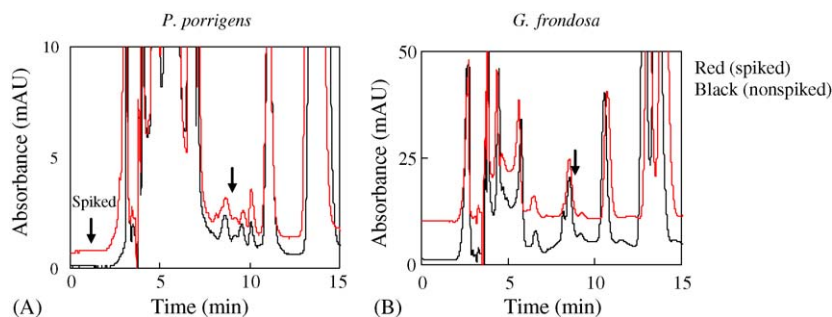 P. porrigens
G. frondosa
10
5
0
Absorbance (mAU)
Spiked
0
5
10
15
Time (min)
(A)
50
25
0
Absorbance (mAU)
0
5
10
15
Time (min)
(B)
Red (spiked)
Black (nonspiked)